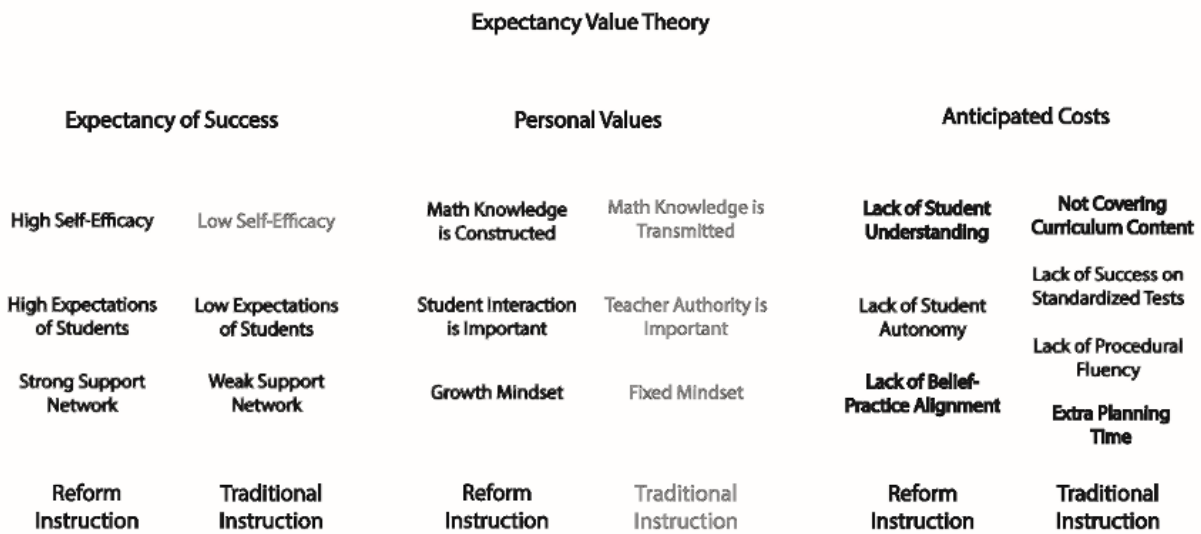 Expectancy Value Theory
Expectancy of Success
High Self-Efficacy
Low Self-Efficacy
High Expectations
of Students
Low Expectations
of Students
Strong Support
Network
Weak Support
Network
Reform
Instruction
Traditional
Instruction
Personal Values
Math Knowledge
is Constructed
Math Knowledge is
Transmitted
Student Interaction
is Important
Teacher Authority is
Important
Growth Mindset
Fixed Mindset
Reform
Instruction
Traditional
Instruction
Anticipated Costs
Lack of Student
Understanding
Lack of Student
Autonomy
Lack of Belief-
Practice Alignment
Reform
Instruction
Not Covering
Curriculum Content
Lack of Success on
Standardized Tests
Lack of Procedural
Fluency
Extra Planning
Time
Traditional
Instruction